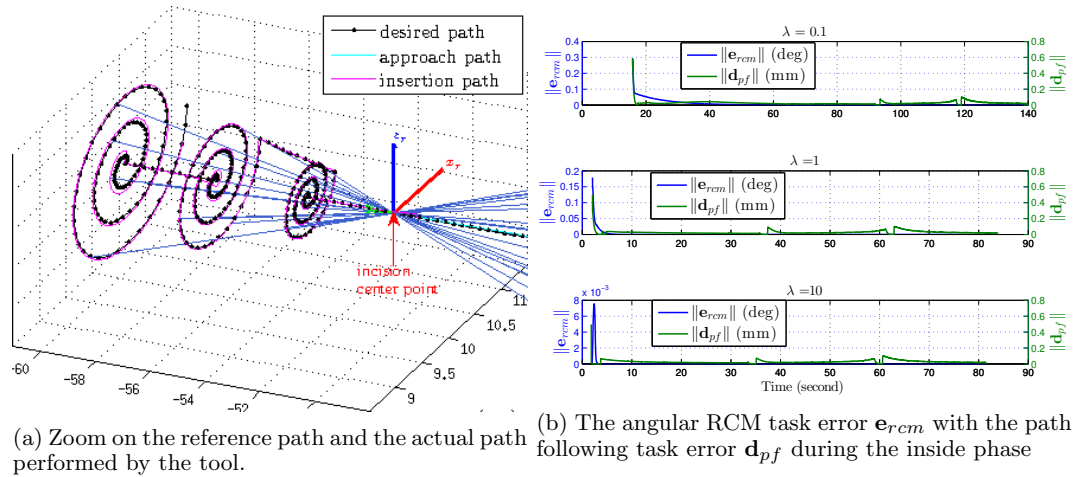 desired path
approach path
insertion path
z_r
x_r
incision
center point
-60
-58
-56
-54
-52
9
9.5
10
10.5
11
(a) Zoom on the reference path and the actual path
performed by the tool.
λ = 0.1
‖e_rcm‖
‖e_rcm‖ (deg)
‖d_pf‖ (mm)
‖d_pf‖
0.4
0.3
0.2
0.1
0
0.8
0.6
0.4
0.2
0
0 20 40 60 80 100 120 140
λ =1
‖e_rcm‖
‖e_rcm‖ (deg)
‖d_pf‖ (mm)
‖d_pf‖
0.2
0.15
0.1
0.05
0.8
0.6
0.4
0.2
0
0 10 20 30 40 50 60 70 80 90
λ =10
x 10⁻³
‖e_rcm‖
‖e_rcm‖ (deg)
‖d_pf‖ (mm)
‖d_pf‖
8
6
4
2
0
0.8
0.6
0.4
0.2
0
0 10 20 30 40 50 60 70 80 90
Time (second)
(b) The angular RCM task error e_rcm with the path
following task error d_pf during the inside phase